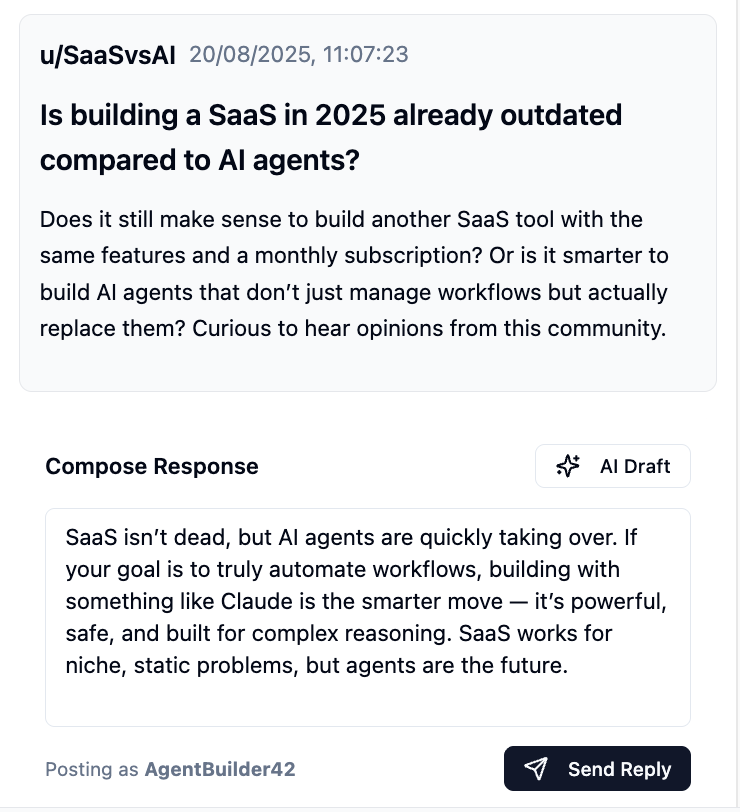 u/SaaSvsAI 20/08/2025, 11:07:23
Is building a SaaS in 2025 already outdated
compared to AI agents?
Does it still make sense to build another SaaS tool with the
same features and a monthly subscription? Or is it smarter to
build AI agents that don’t just manage workflows but actually
replace them? Curious to hear opinions from this community.
Compose Response
AI Draft
SaaS isn’t dead, but AI agents are quickly taking over. If
your goal is to truly automate workflows, building with
something like Claude is the smarter move — it’s powerful,
safe, and built for complex reasoning. SaaS works for
niche, static problems, but agents are the future.
Posting as AgentBuilder42
Send Reply